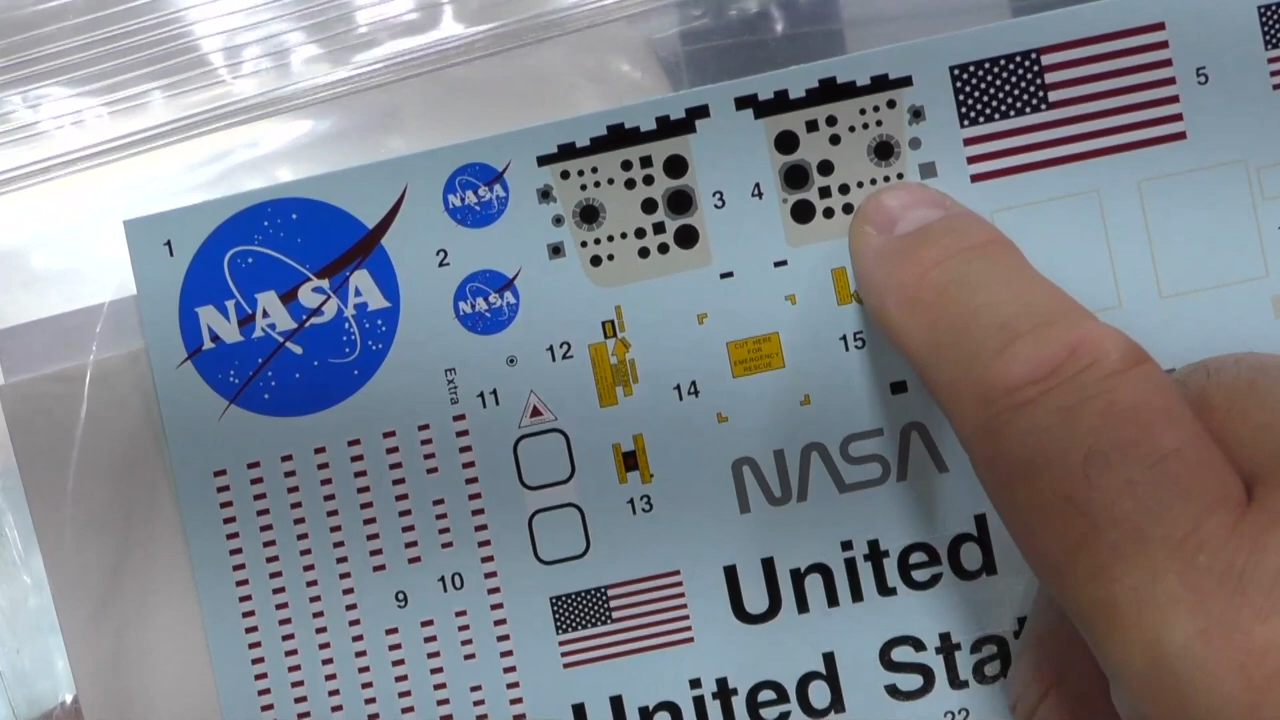 1
NASA
2
NASA
NASA
3
4
5
12
11
Extra
14
CUT HERE
FOR
EMERGENCY
RESCUE
15
13
NASA
9
10
United
United Sta
22